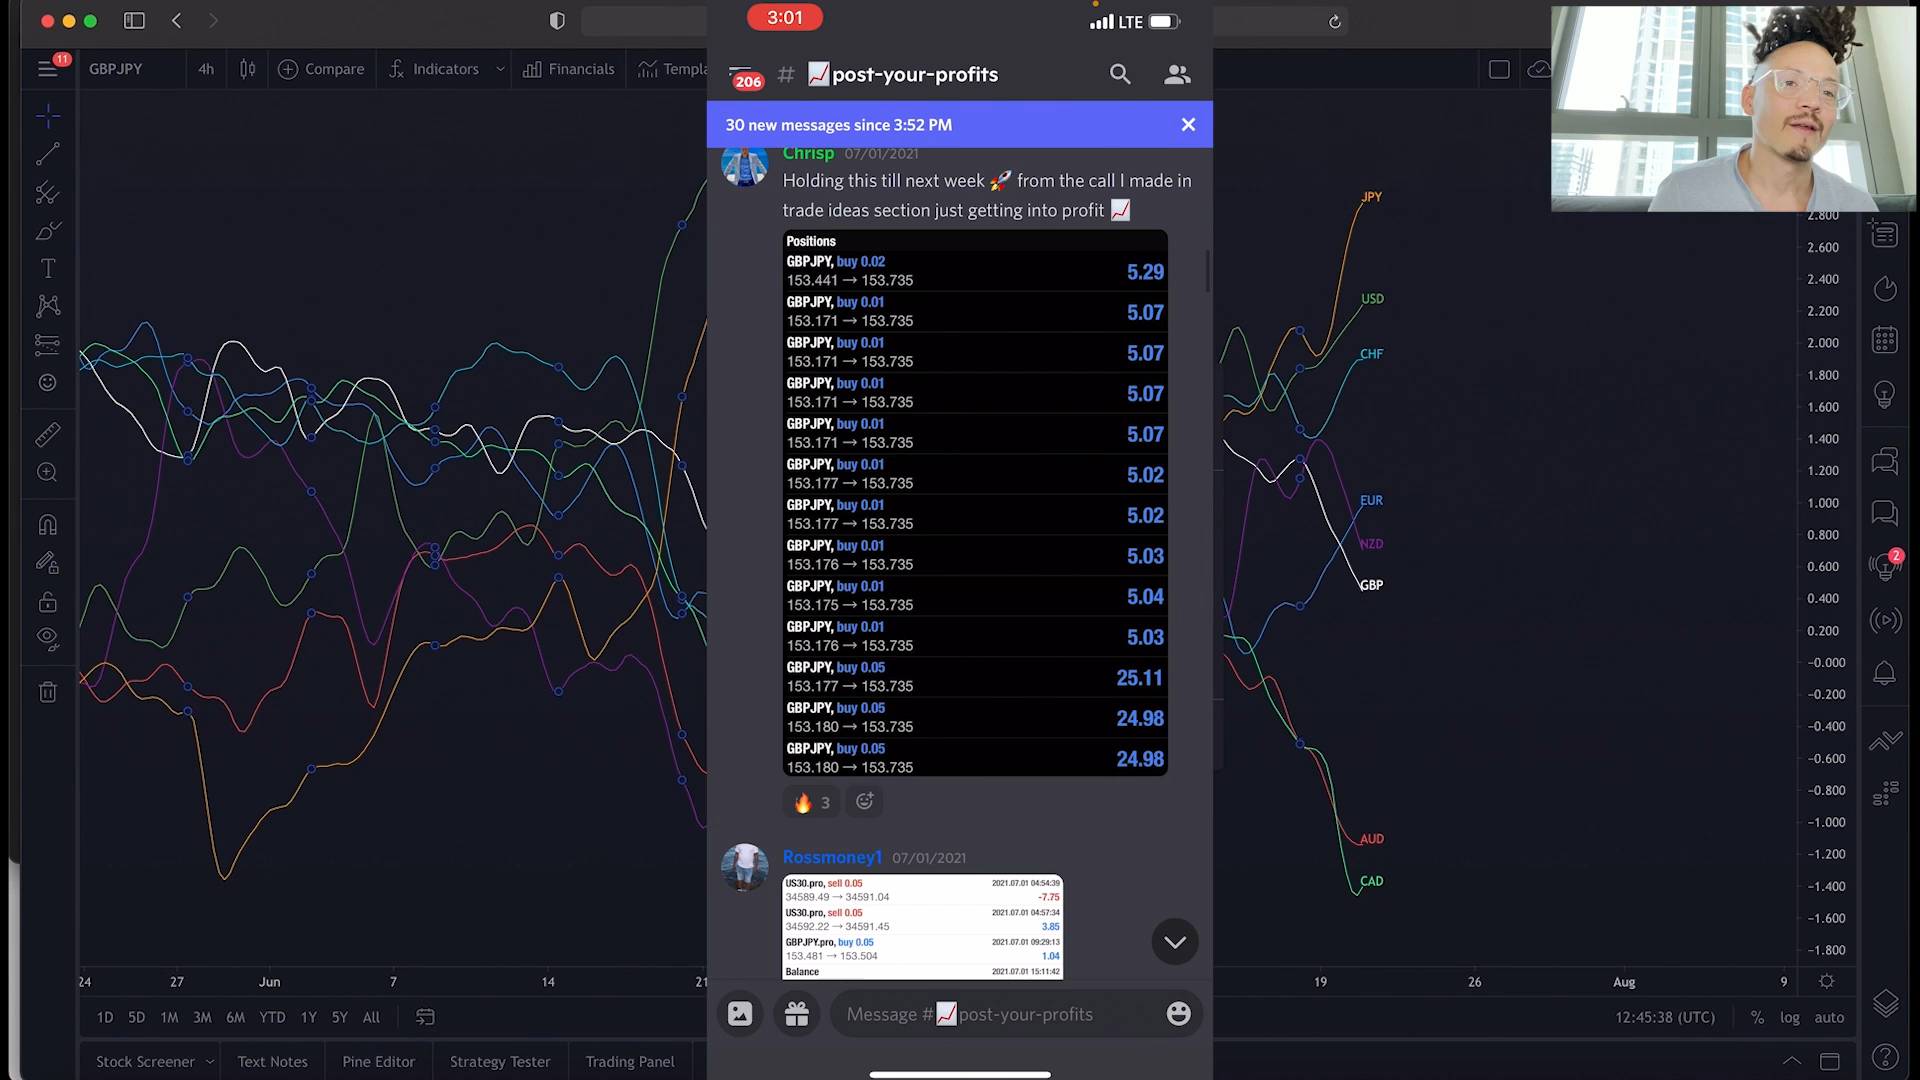 11
GBPJPY
4h
Compare
Indicators
Financials
Templa
3:01
LTE
206
# 📈post-your-profits
30 new messages since 3:52 PM
Chrisp 07/01/2021
Holding this till next week 🚀 from the call I made in
trade ideas section just getting into profit 📈
Positions
GBPJPY, buy 0.02
153.441 → 153.735 5.29
GBPJPY, buy 0.01
153.171 → 153.735 5.07
GBPJPY, buy 0.01
153.171 → 153.735 5.07
GBPJPY, buy 0.01
153.171 → 153.735 5.07
GBPJPY, buy 0.01
153.171 → 153.735 5.07
GBPJPY, buy 0.01
153.177 → 153.735 5.02
GBPJPY, buy 0.01
153.177 → 153.735 5.02
GBPJPY, buy 0.01
153.176 → 153.735 5.03
GBPJPY, buy 0.01
153.175 → 153.735 5.04
GBPJPY, buy 0.01
153.176 → 153.735 5.03
GBPJPY, buy 0.05
153.177 → 153.735 25.11
GBPJPY, buy 0.05
153.180 → 153.735 24.98
GBPJPY, buy 0.05
153.180 → 153.735 24.98
🔥 3
Rossmoney1 07/01/2021
US30.pro, sell 0.05 2021.07.01 04:54:39
34589.49 → 34591.04 -7.75
US30.pro, sell 0.05 2021.07.01 04:57:34
34592.22 → 34591.45 3.85
GBPJPY.pro, buy 0.05 2021.07.01 09:29:13
153.481 → 153.504 1.04
Balance 2021.07.01 15:11:42
Message #📈post-your-profits
JPY
USD
CHF
EUR
NZD
GBP
AUD
CAD
2.800
2.600
2.400
2.200
2.000
1.800
1.600
1.400
1.200
1.000
0.800
0.600
0.400
0.200
-0.000
-0.200
-0.400
-0.600
-0.800
-1.000
-1.200
-1.400
-1.600
-1.800
2
24 27 Jun 7 14 21 19 26 Aug 9
1D 5D 1M 3M 6M YTD 1Y 5Y All
12:45:38 (UTC) % log auto
Stock Screener Text Notes Pine Editor Strategy Tester Trading Panel